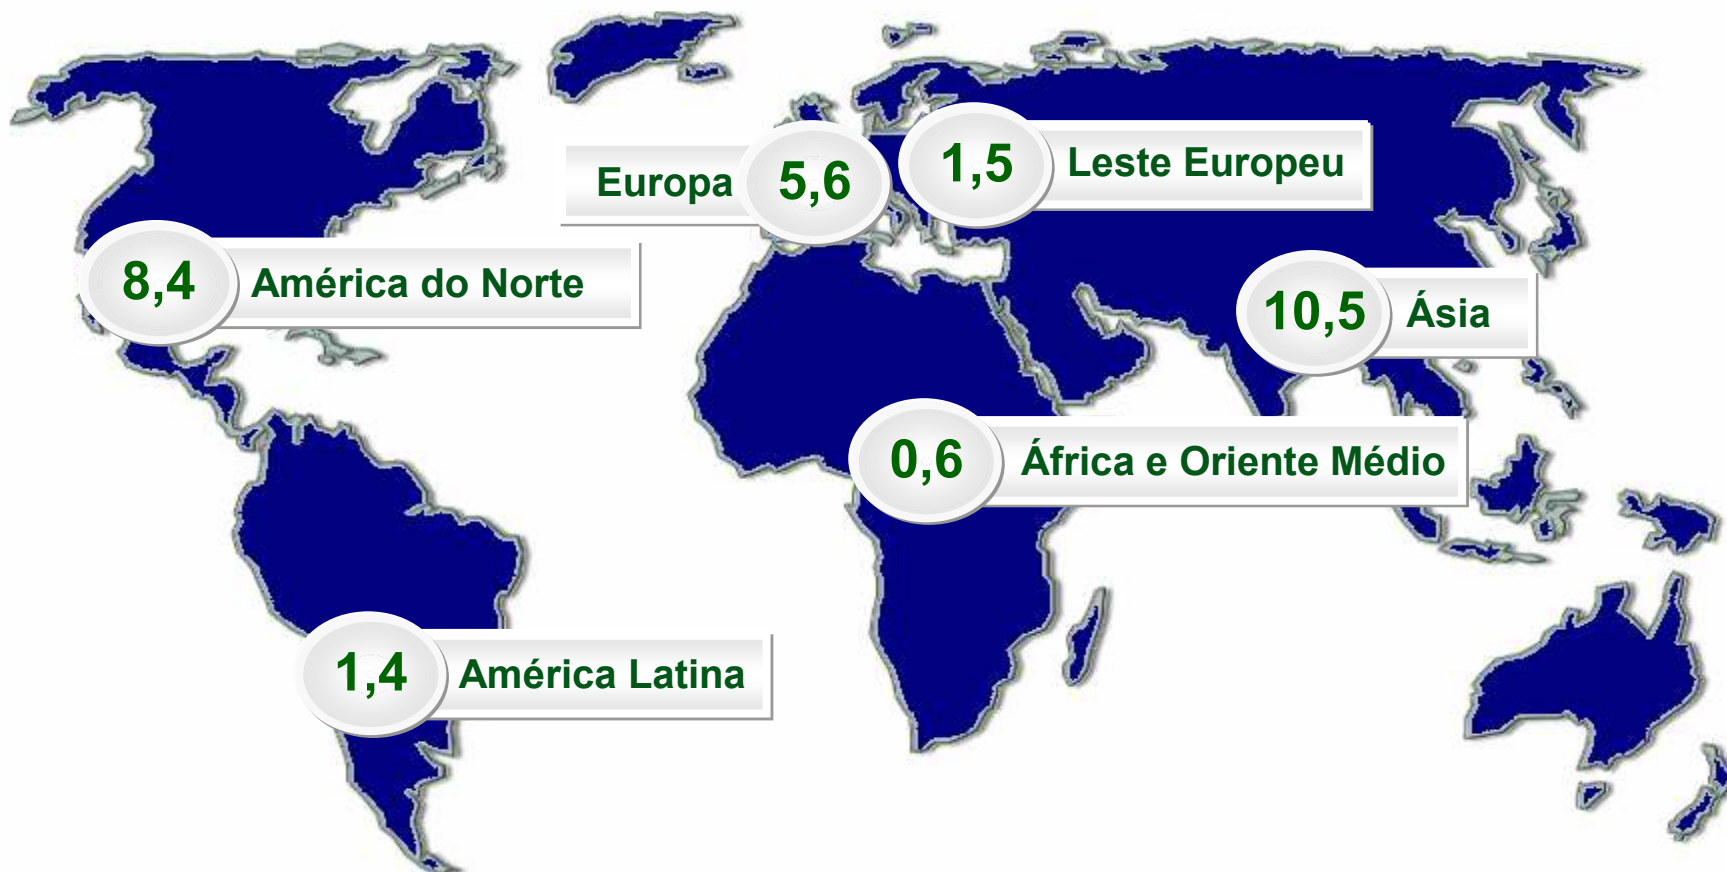 Europa 5,6
1,5 Leste Europeu
8,4 América do Norte
10,5 Ásia
0,6 África e Oriente Médio
1,4 América Latina